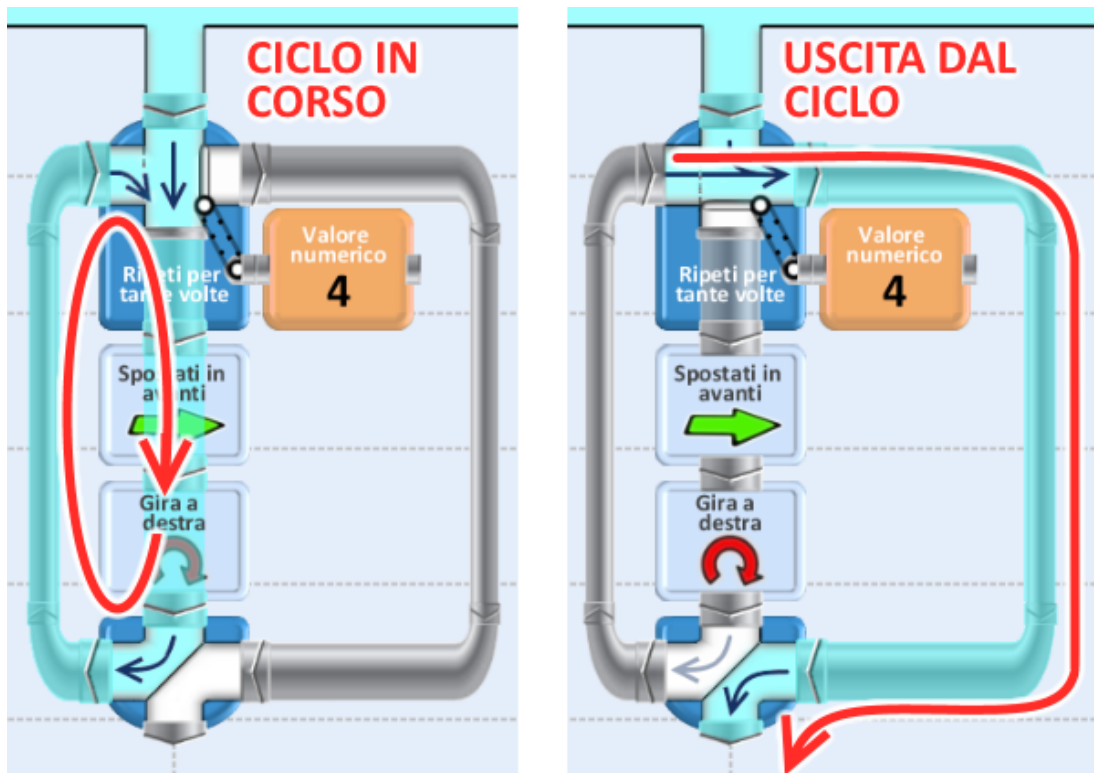 CICLO IN
CORSO
Valore
numerico
4
Ripeti per
tante volte
Spostati in
avanti
Gira a
destra
USCITA DAL
CICLO
Valore
numerico
4
Ripeti per
tante volte
Spostati in
avanti
Gira a
destra